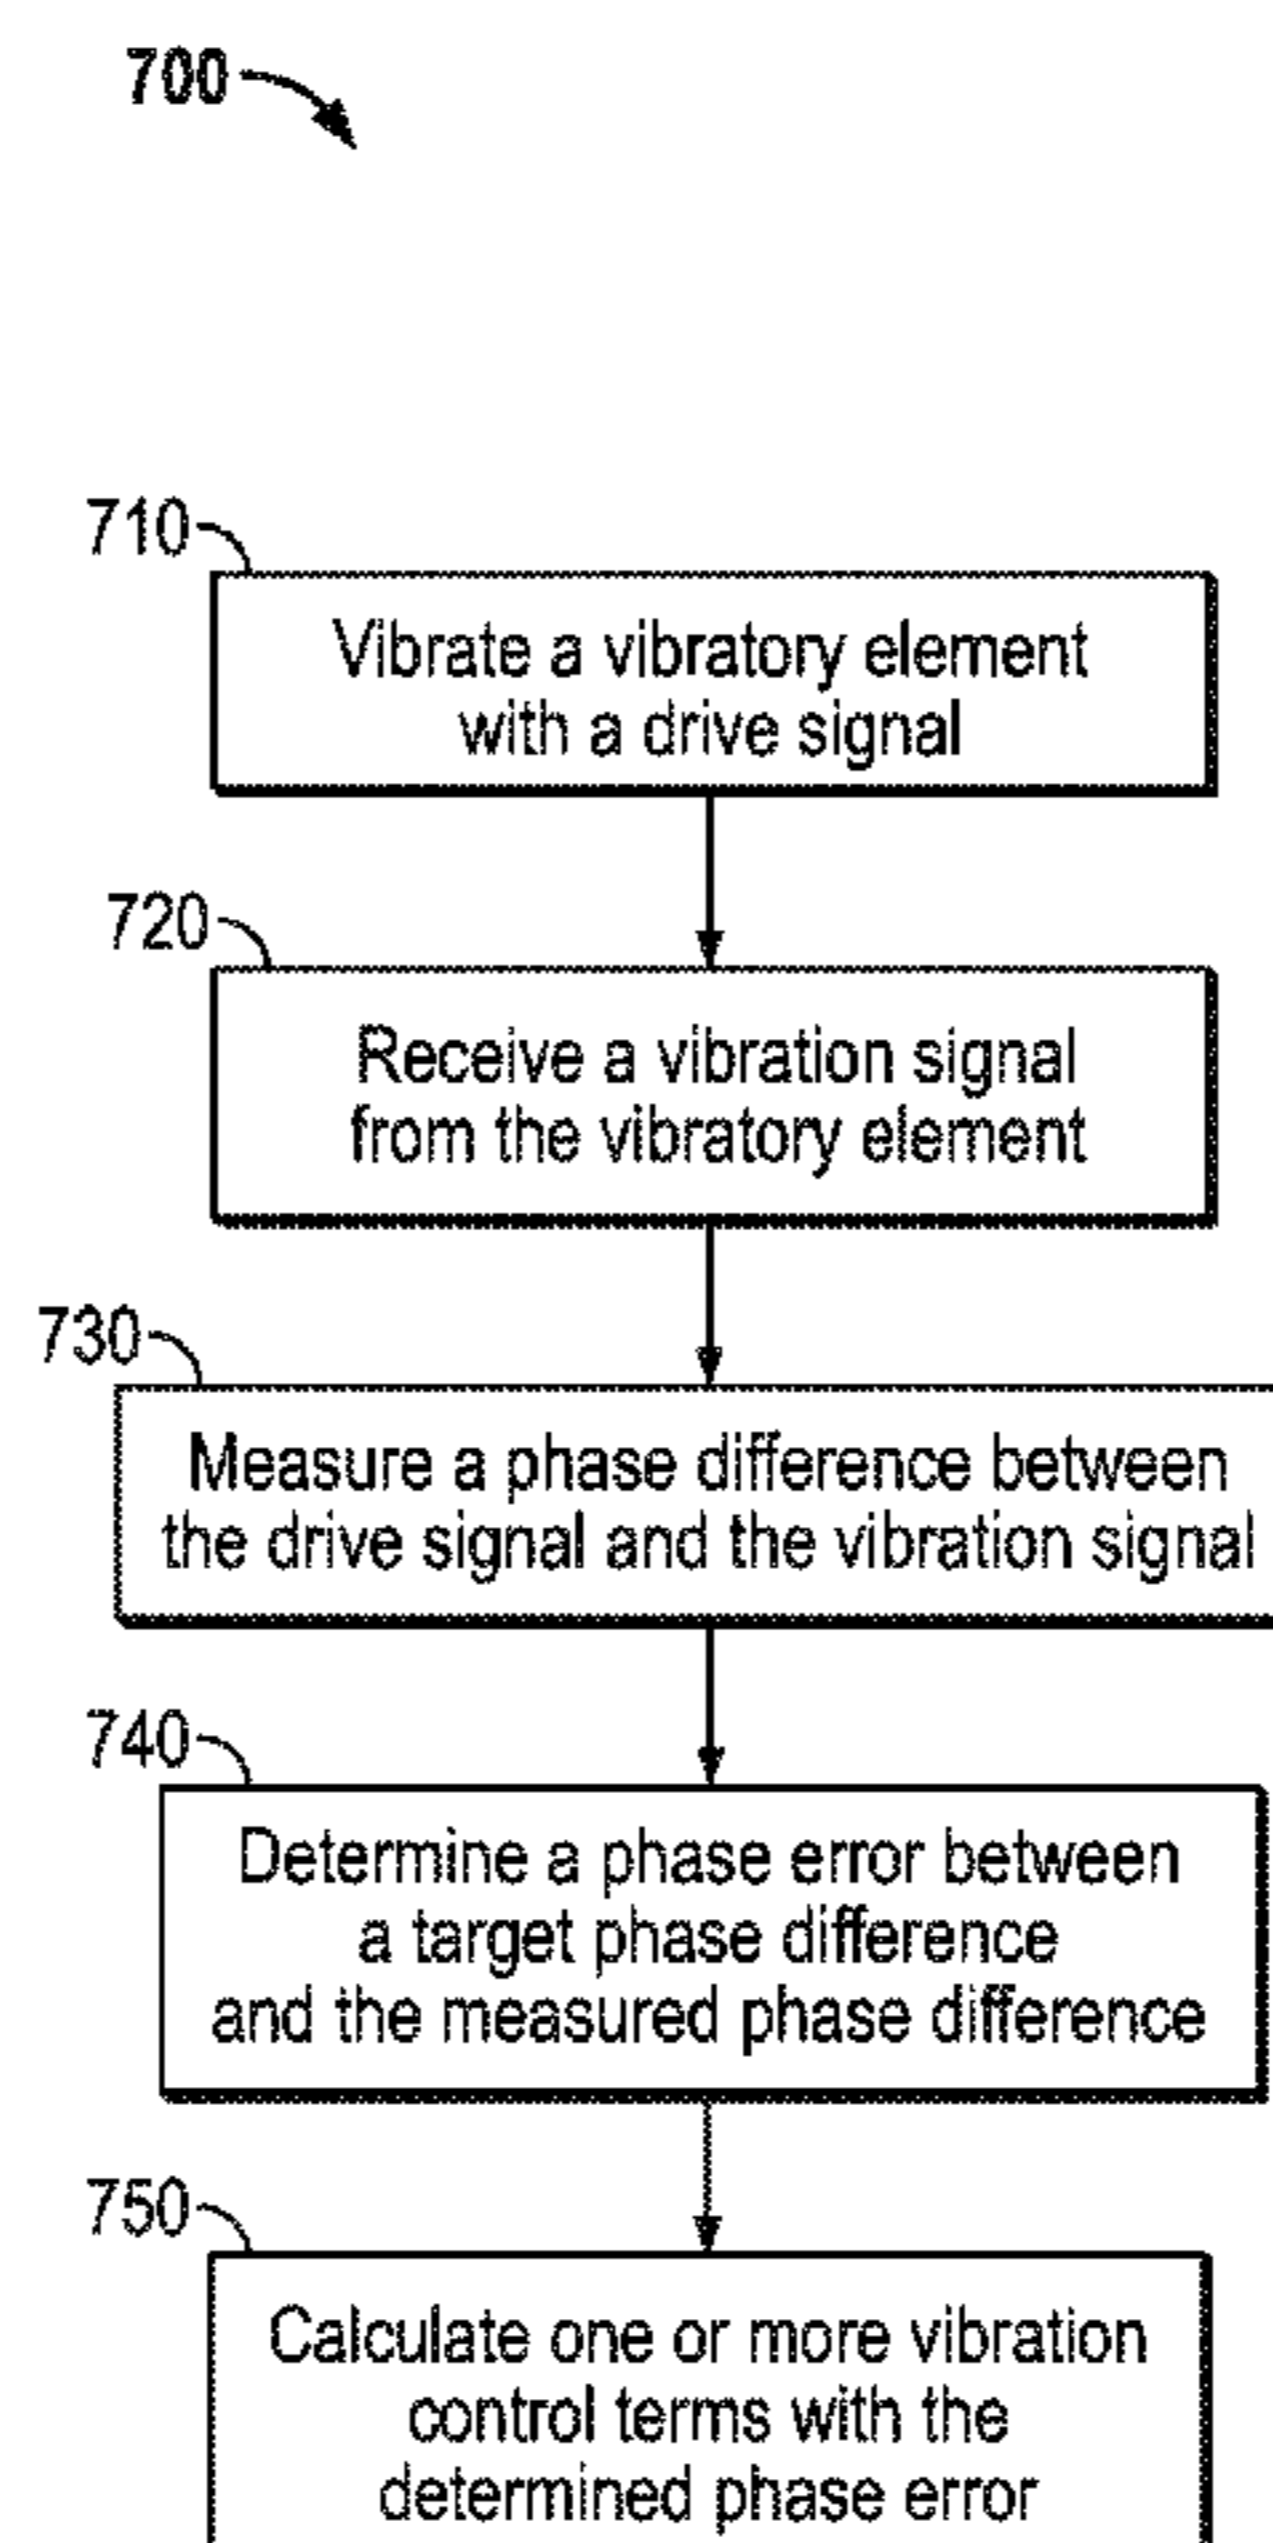 700
710
Vibrate a vibratory element
with a drive signal
720
Receive a vibration signal
from the vibratory element
730
Measure a phase difference between
the drive signal and the vibration signal
740
Determine a phase error between
a target phase difference
and the measured phase difference
750
Calculate one or more vibration
control terms with the
determined phase error